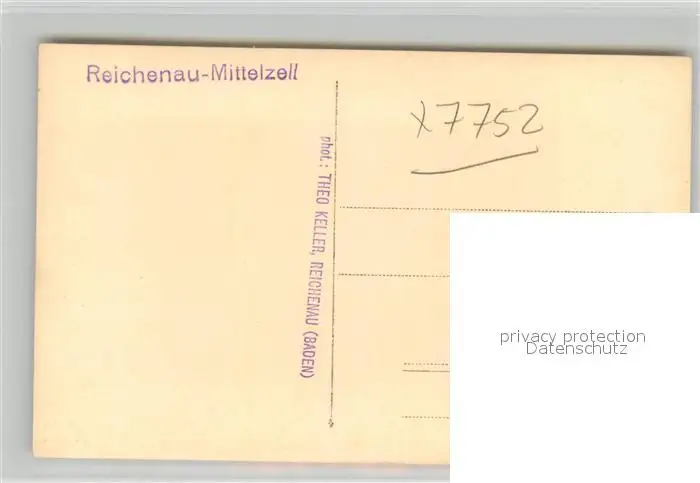 Reichenau-Mittelzell
x7752
phot.: THEO KELLER, REICHENAU (BADEN)
privacy protection
Datenschutz